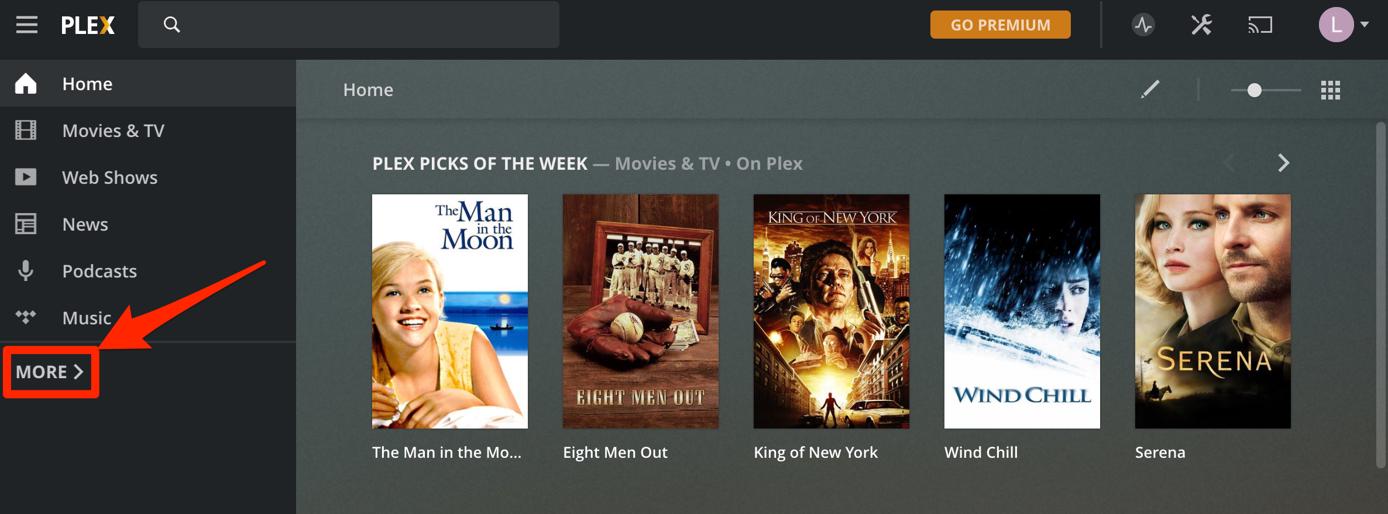 PLEX
GO PREMIUM
L
Home
Movies & TV
Web Shows
News
Podcasts
Music
MORE
Home
PLEX PICKS OF THE WEEK — Movies & TV • On Plex
The Man in the Moon
EIGHT MEN OUT
KING OF NEW YORK
WIND CHILL
SERENA
The Man in the Mo...
Eight Men Out
King of New York
Wind Chill
Serena